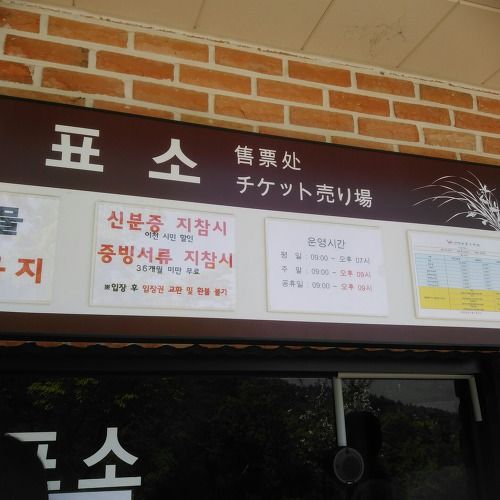 표소
售票处
チケット売り場
물
지
신분증 지참시
이천 시민 할인
증빙서류 지참시
36개월 미만 무료
※입장 후 입장권 교환 및 환불 불가
운영시간
평 일 : 09:00 ~ 오후 07시
주 말 : 09:00 ~ 오후 09시
공휴일 : 09:00 ~ 오후 09시
표소